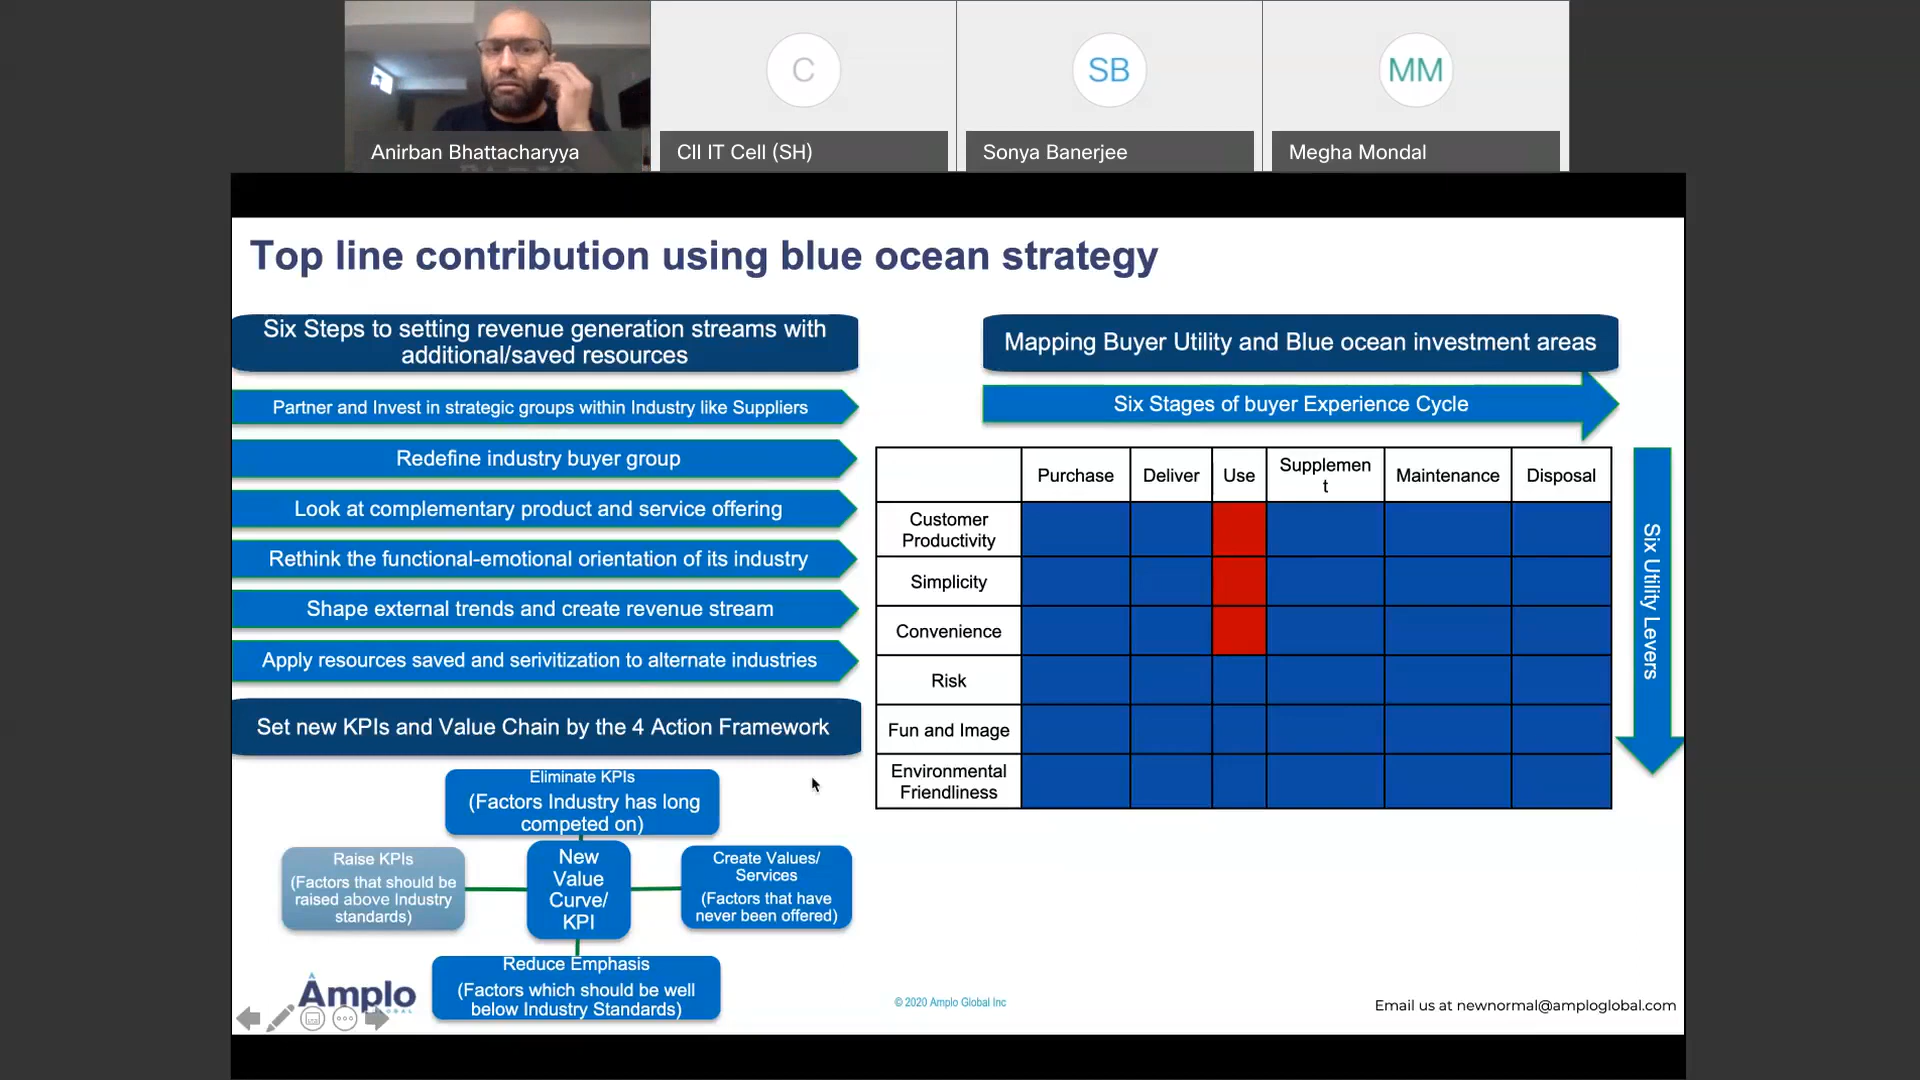 C
SB
MM
Anirban Bhattacharyya
CII IT Cell (SH)
Sonya Banerjee
Megha Mondal
Top line contribution using blue ocean strategy
Six Steps to setting revenue generation streams with
additional/saved resources
Partner and Invest in strategic groups within Industry like Suppliers
Redefine industry buyer group
Look at complementary product and service offering
Rethink the functional-emotional orientation of its industry
Shape external trends and create revenue stream
Apply resources saved and serivitization to alternate industries
Set new KPIs and Value Chain by the 4 Action Framework
Eliminate KPIs
(Factors Industry has long
competed on)
Raise KPIs
(Factors that should be
raised above Industry
standards)
New
Value
Curve/
KPI
Create Values/
Services
(Factors that have
never been offered)
Reduce Emphasis
(Factors which should be well
below Industry Standards)
Mapping Buyer Utility and Blue ocean investment areas
Six Stages of buyer Experience Cycle
Purchase
Deliver
Use
Supplemen
t
Maintenance
Disposal
Customer
Productivity
Simplicity
Convenience
Risk
Fun and Image
Environmental
Friendliness
Six Utility Levers
Amplo
GLOBAL
© 2020 Amplo Global Inc
Email us at newnormal@amploglobal.com